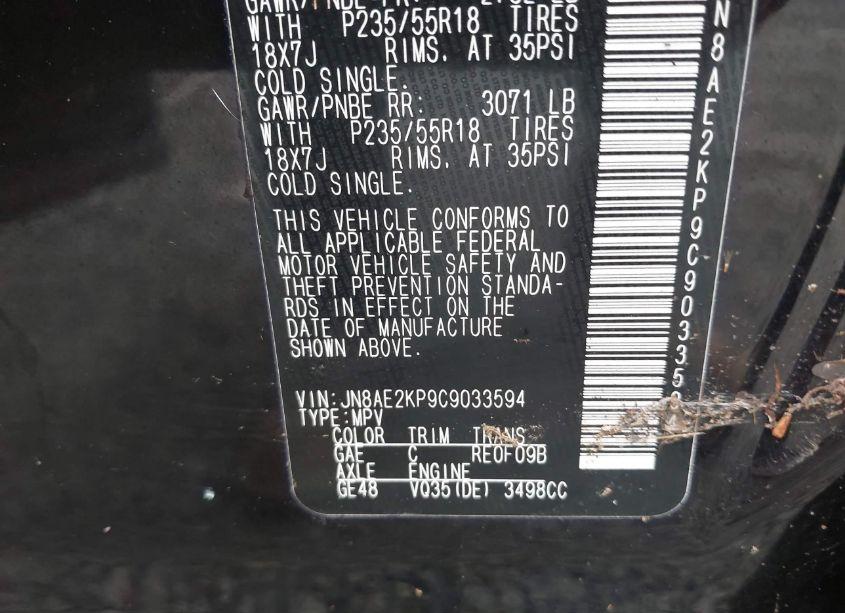 WITH P235/55R18 TIRES
18X7J RIMS. AT 35PSI
COLD SINGLE.
GAWR/PNBE RR: 3071 LB
WITH P235/55R18 TIRES
18X7J RIMS. AT 35PSI
COLD SINGLE.
THIS VEHICLE CONFORMS TO
ALL APPLICABLE FEDERAL
MOTOR VEHICLE SAFETY AND
THEFT PREVENTION STANDA-
RDS IN EFFECT ON THE
DATE OF MANUFACTURE
SHOWN ABOVE.
VIN:JN8AE2KP9C9033594
TYPE:MPV
COLOR TRIM TRANS
GAE C RE0F09B
AXLE ENGINE
GE48 VQ35(DE) 3498CC
N8AE2KP9C903359